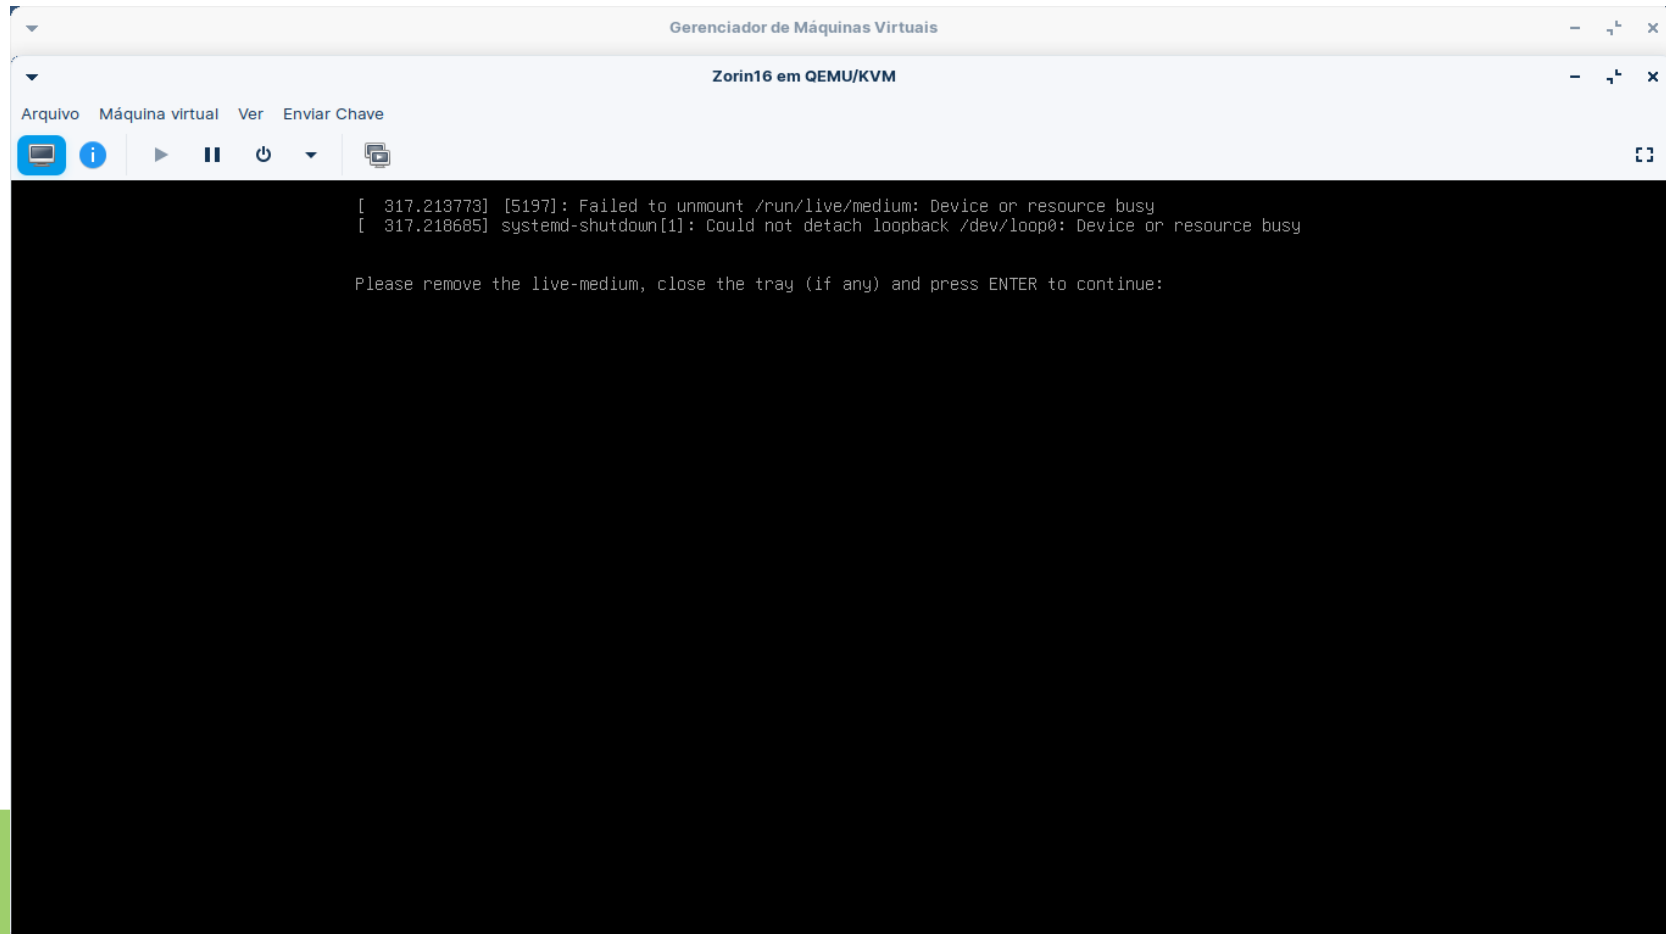 Gerenciador de Máquinas Virtuais
Zorin16 em QEMU/KVM
Arquivo Máquina virtual Ver Enviar Chave
[  317.213773] [5197]: Failed to unmount /run/live/medium: Device or resource busy
[  317.218685] systemd-shutdown[1]: Could not detach loopback /dev/loop0: Device or resource busy
Please remove the live-medium, close the tray (if any) and press ENTER to continue: